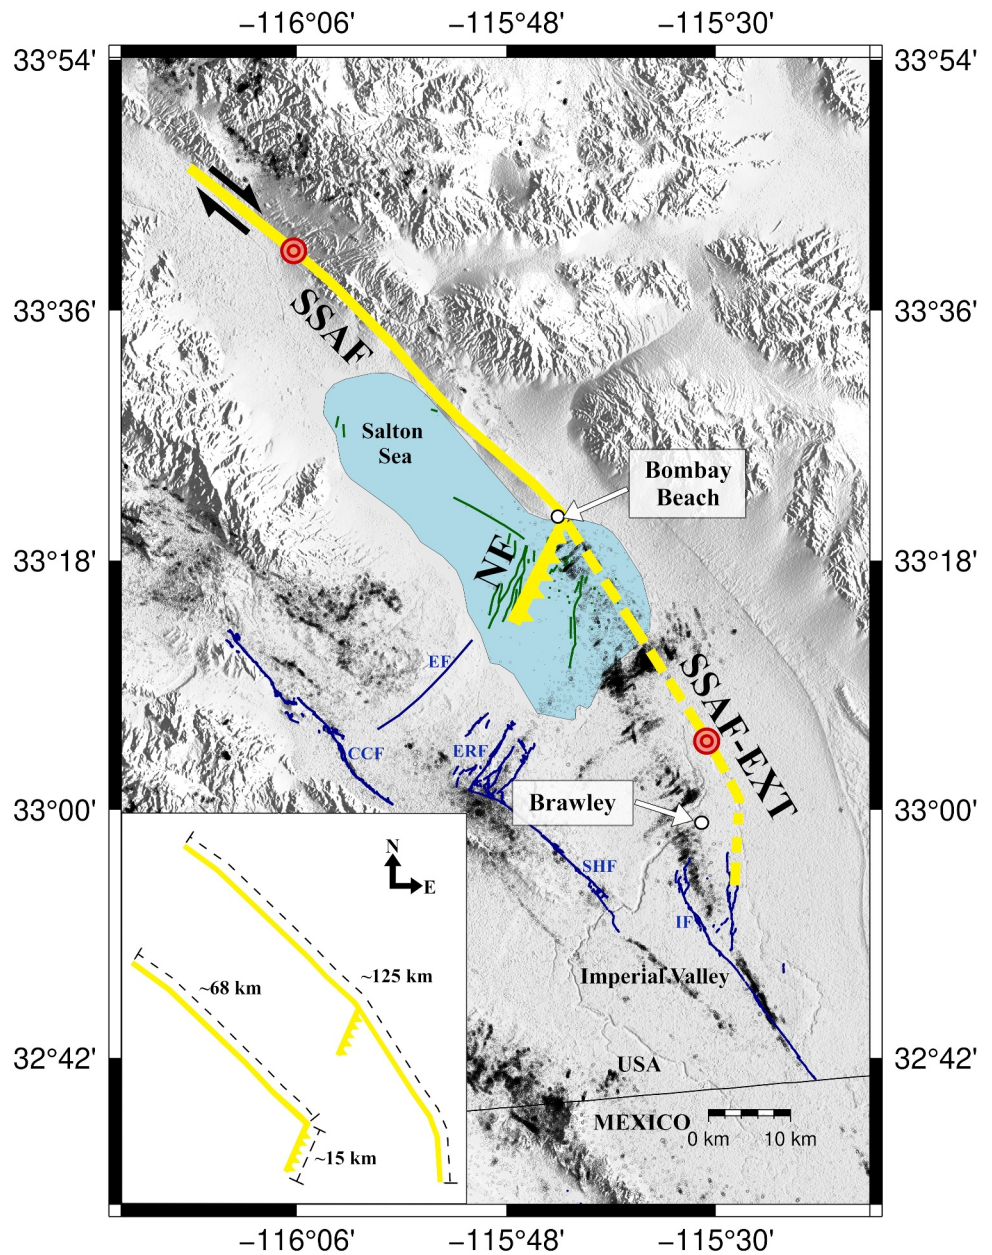 −116°06' −115°48' −115°30'
33°54' 33°54'
SSAF
33°36' 33°36'
Salton
Sea
Bombay
Beach
NF
33°18' 33°18'
EF
SSAF-EXT
CCF
ERF
Brawley
33°00' 33°00'
SHF
IF
N
E
~125 km
~68 km
~15 km
Imperial Valley
32°42' 32°42'
USA
MEXICO
0 km 10 km
−116°06' −115°48' −115°30'